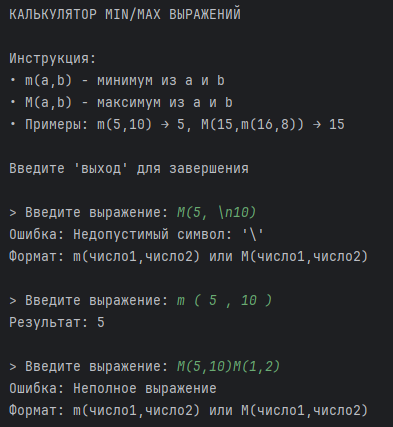 КАЛЬКУЛЯТОР MIN/MAX ВЫРАЖЕНИЙ
Инструкция:
• m(a,b) - минимум из a и b
• M(a,b) - максимум из a и b
• Примеры: m(5,10) → 5, M(15,m(16,8)) → 15
Введите 'выход' для завершения
> Введите выражение: M(5, \n10)
Ошибка: Недопустимый символ: '\'
Формат: m(число1,число2) или M(число1,число2)
> Введите выражение: m ( 5 , 10 )
Результат: 5
> Введите выражение: M(5,10)M(1,2)
Ошибка: Неполное выражение
Формат: m(число1,число2) или M(число1,число2)